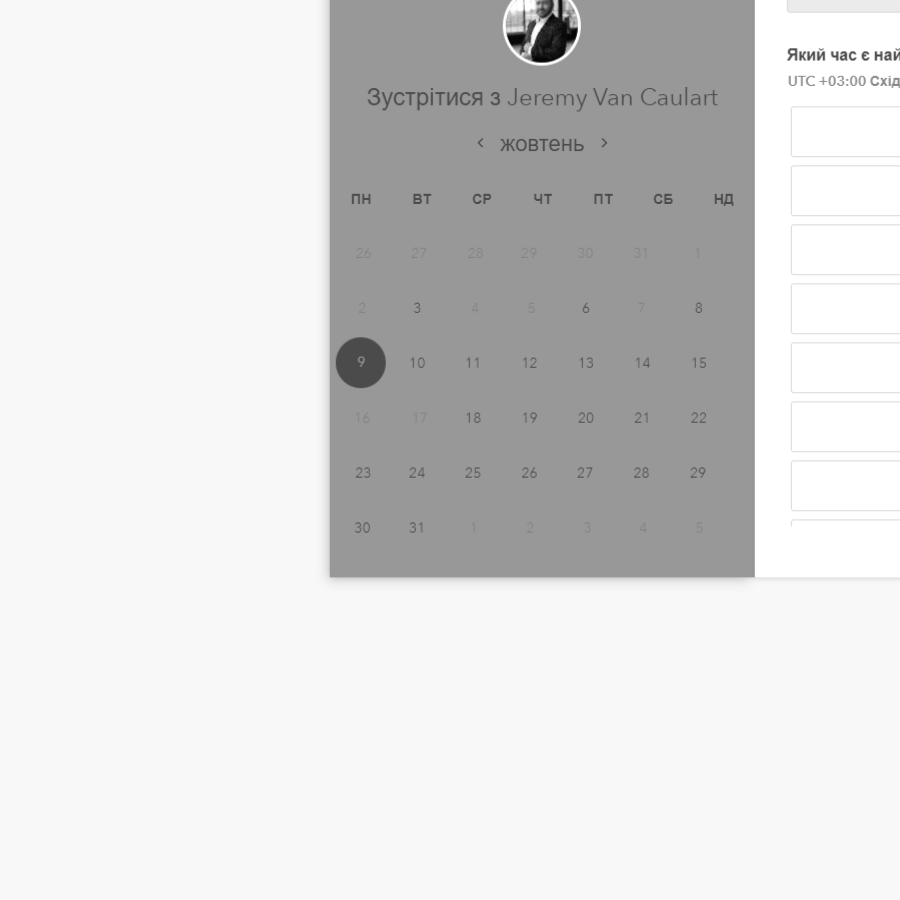 Зустрітися з Jeremy Van Caulart
жовтень
ПН ВТ СР ЧТ ПТ СБ НД
26 27 28 29 30 31 1
2 3 4 5 6 7 8
9 10 11 12 13 14 15
16 17 18 19 20 21 22
23 24 25 26 27 28 29
30 31 1 2 3 4 5
Який час є най
UTC +03:00 Схід